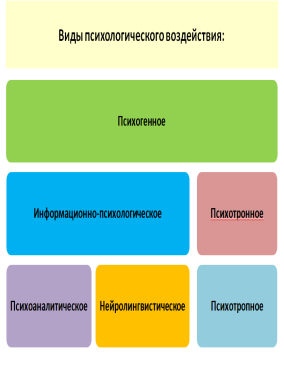 Виды психологического воздействия:
Психогенное
Информационно-психологическое
Психотронное
Психоаналитическое
Нейролингвистическое
Психотропное